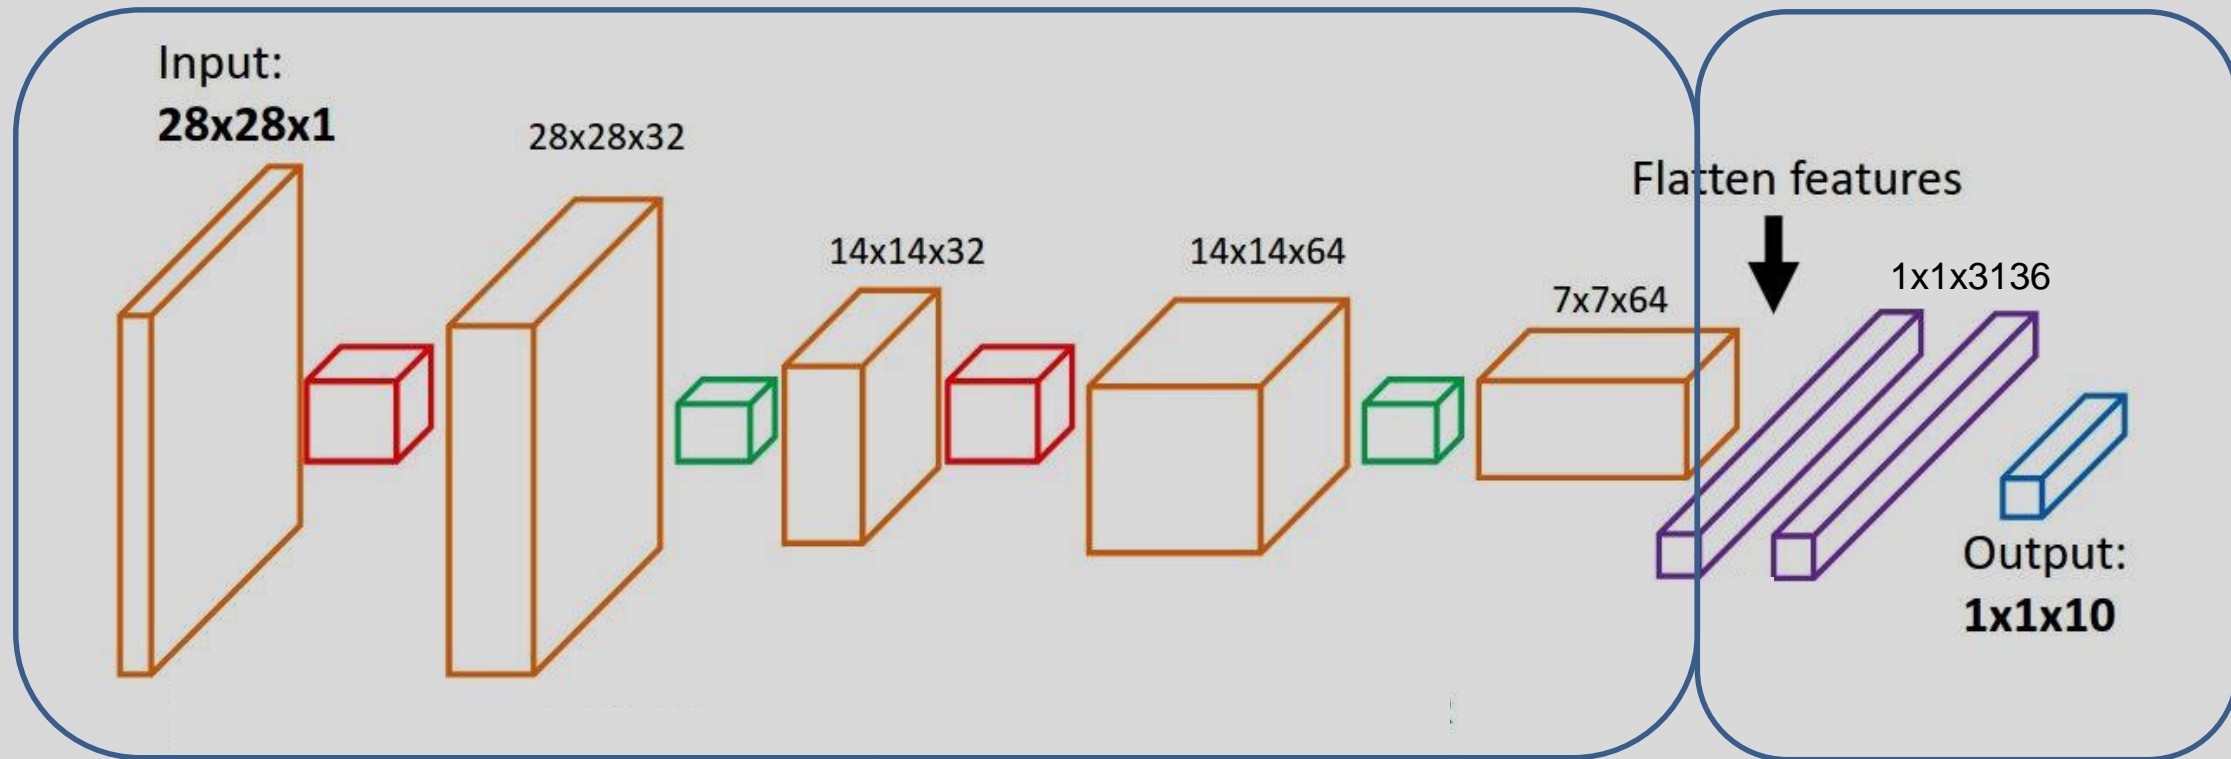 Input:
28x28x1
28x28x32
14x14x32
14x14x64
7x7x64
Flatten features
1x1x3136
Output:
1x1x10